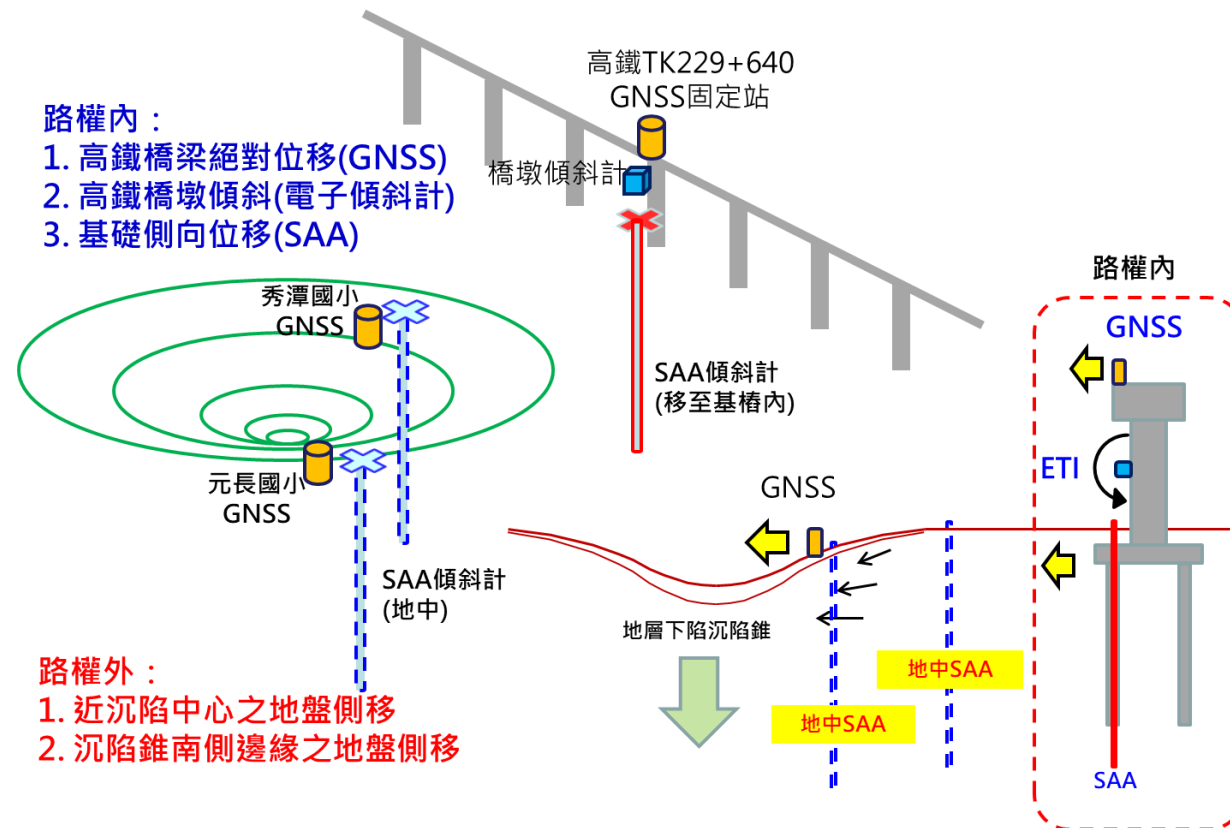 高鐵TK229+640
GNSS固定站
路權內：
1. 高鐵橋梁絕對位移(GNSS)
2. 高鐵橋墩傾斜(電子傾斜計)
3. 基礎側向位移(SAA)
橋墩傾斜計
秀潭國小
GNSS
SAA傾斜計
(移至基樁內)
路權內
GNSS
ETI
SAA
元長國小
GNSS
SAA傾斜計
(地中)
GNSS
地層下陷沉陷錐
地中SAA
地中SAA
路權外：
1. 近沉陷中心之地盤側移
2. 沉陷錐南側邊緣之地盤側移